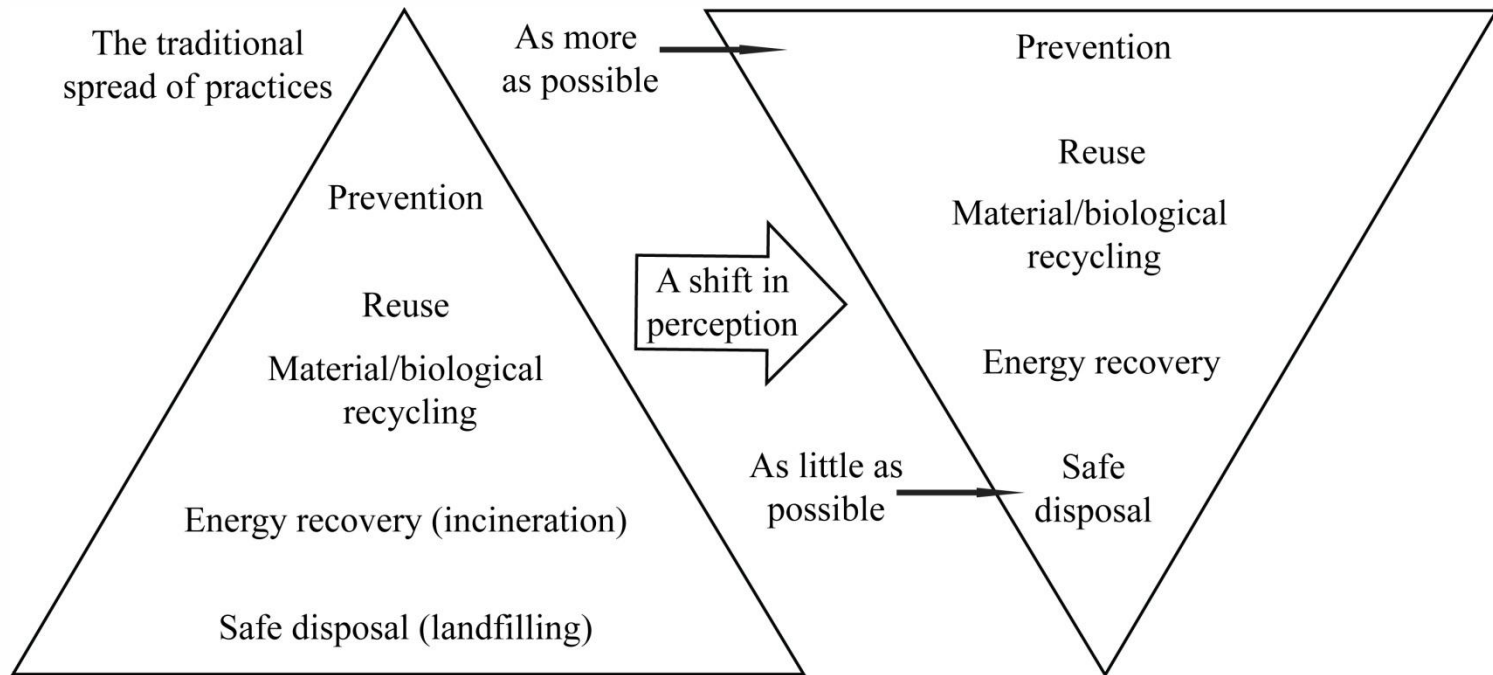 The traditional
spread of practices
Prevention
Reuse
Material/biological
recycling
Energy recovery (incineration)
Safe disposal (landfilling)
A shift in
perception
As more
as possible
Prevention
Reuse
Material/biological
recycling
Energy recovery
As little as
possible
Safe
disposal